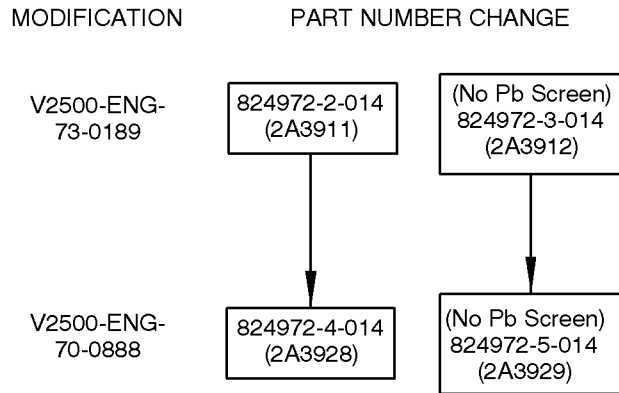 MODIFICATION
PART NUMBER CHANGE
V2500-ENG-
73-0189
824972-2-014
(2A3911)
(No Pb Screen)
824972-3-014
(2A3912)
V2500-ENG-
70-0888
824972-4-014
(2A3928)
(No Pb Screen)
824972-5-014
(2A3929)